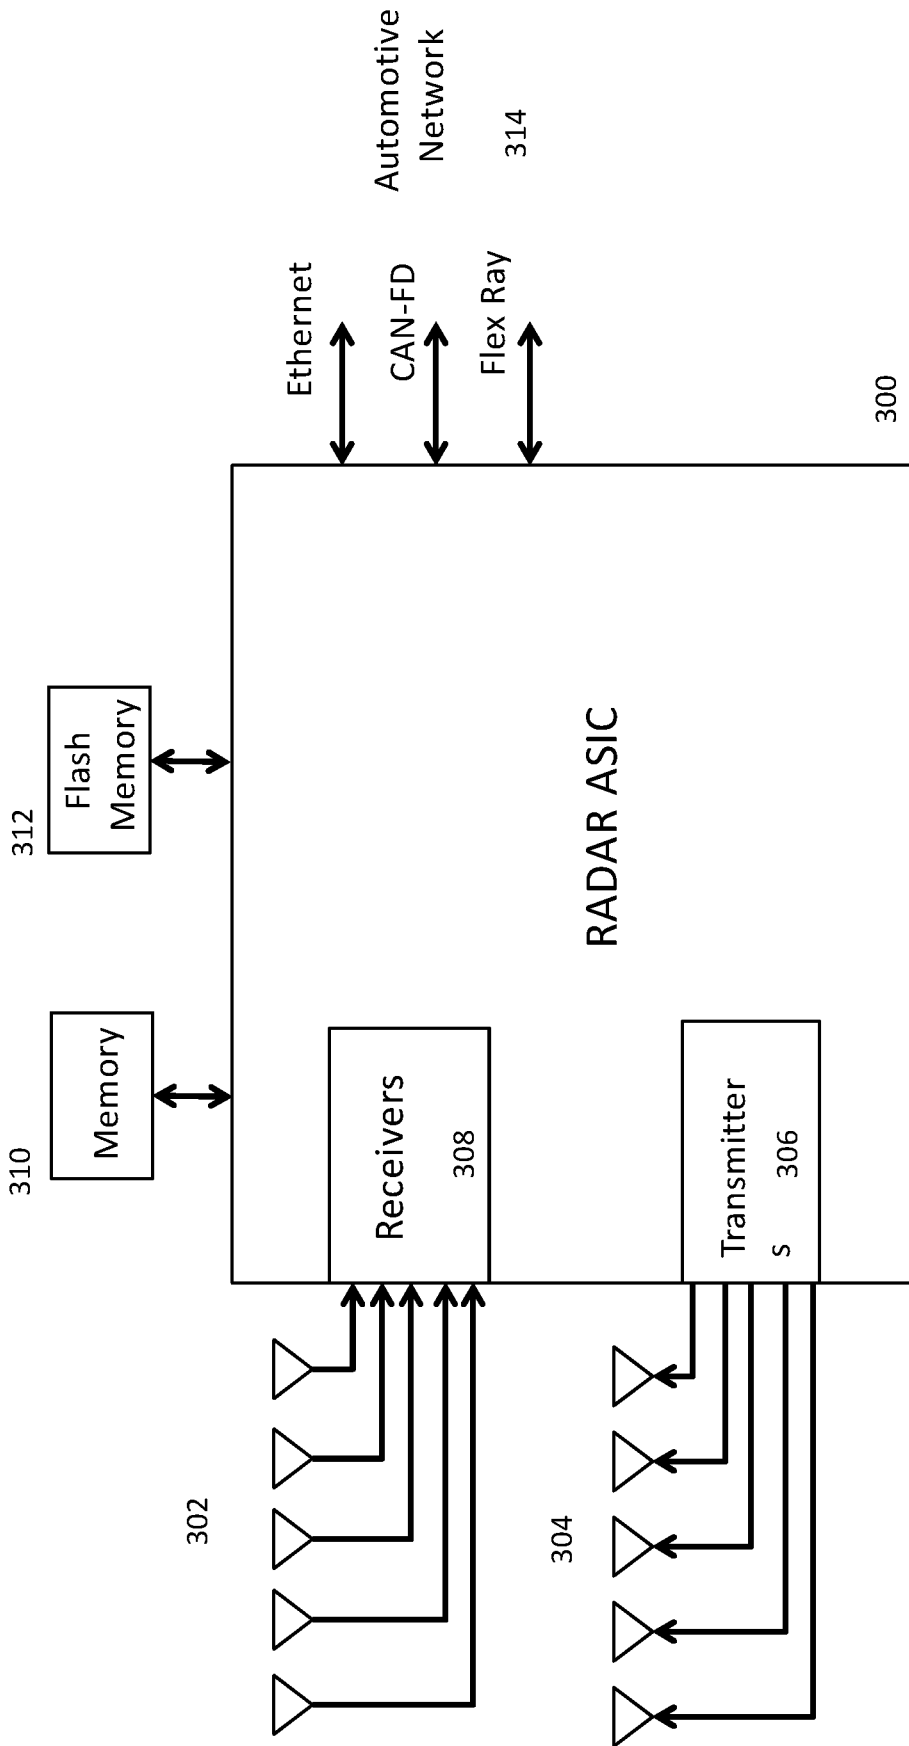 310
Memory
312
Flash
Memory
302
Receivers
308
304
Transmitter
s
306
RADAR ASIC
Ethernet
CAN-FD
Flex Ray
Automotive
Network
314
300